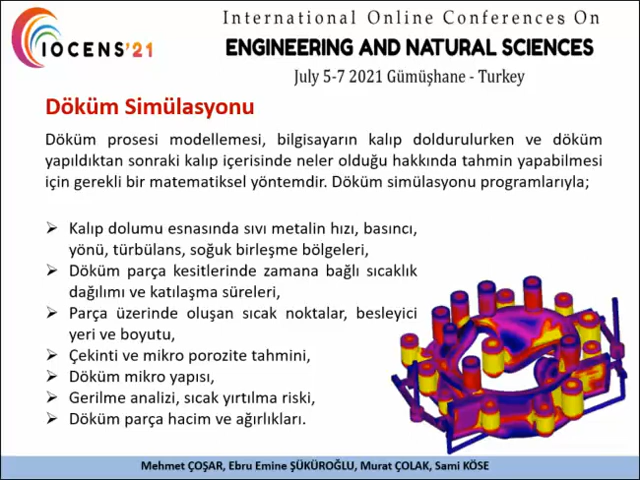 International Online Conferences On
IOCENS'21
ENGINEERING AND NATURAL SCIENCES
July 5-7 2021 Gümüşhane - Turkey
Döküm Simülasyonu
Döküm prosesi modellemesi, bilgisayarın kalıp doldurulurken ve döküm
yapıldıktan sonraki kalıp içerisinde neler olduğu hakkında tahmin yapabilmesi
için gerekli bir matematiksel yöntemdir. Döküm simülasyonu programlarıyla;
➢ Kalıp dolumu esnasında sıvı metalin hızı, basıncı,
yönü, türbülans, soğuk birleşme bölgeleri,
➢ Döküm parça kesitlerinde zamana bağlı sıcaklık
dağılımı ve katılaşma süreleri,
➢ Parça üzerinde oluşan sıcak noktalar, besleyici
yeri ve boyutu,
➢ Çekinti ve mikro porozite tahmini,
➢ Döküm mikro yapısı,
➢ Gerilme analizi, sıcak yırtılma riski,
➢ Döküm parça hacim ve ağırlıkları.
Mehmet ÇOŞAR, Ebru Emine ŞÜKÜROĞLU, Murat ÇOLAK, Sami KÖSE